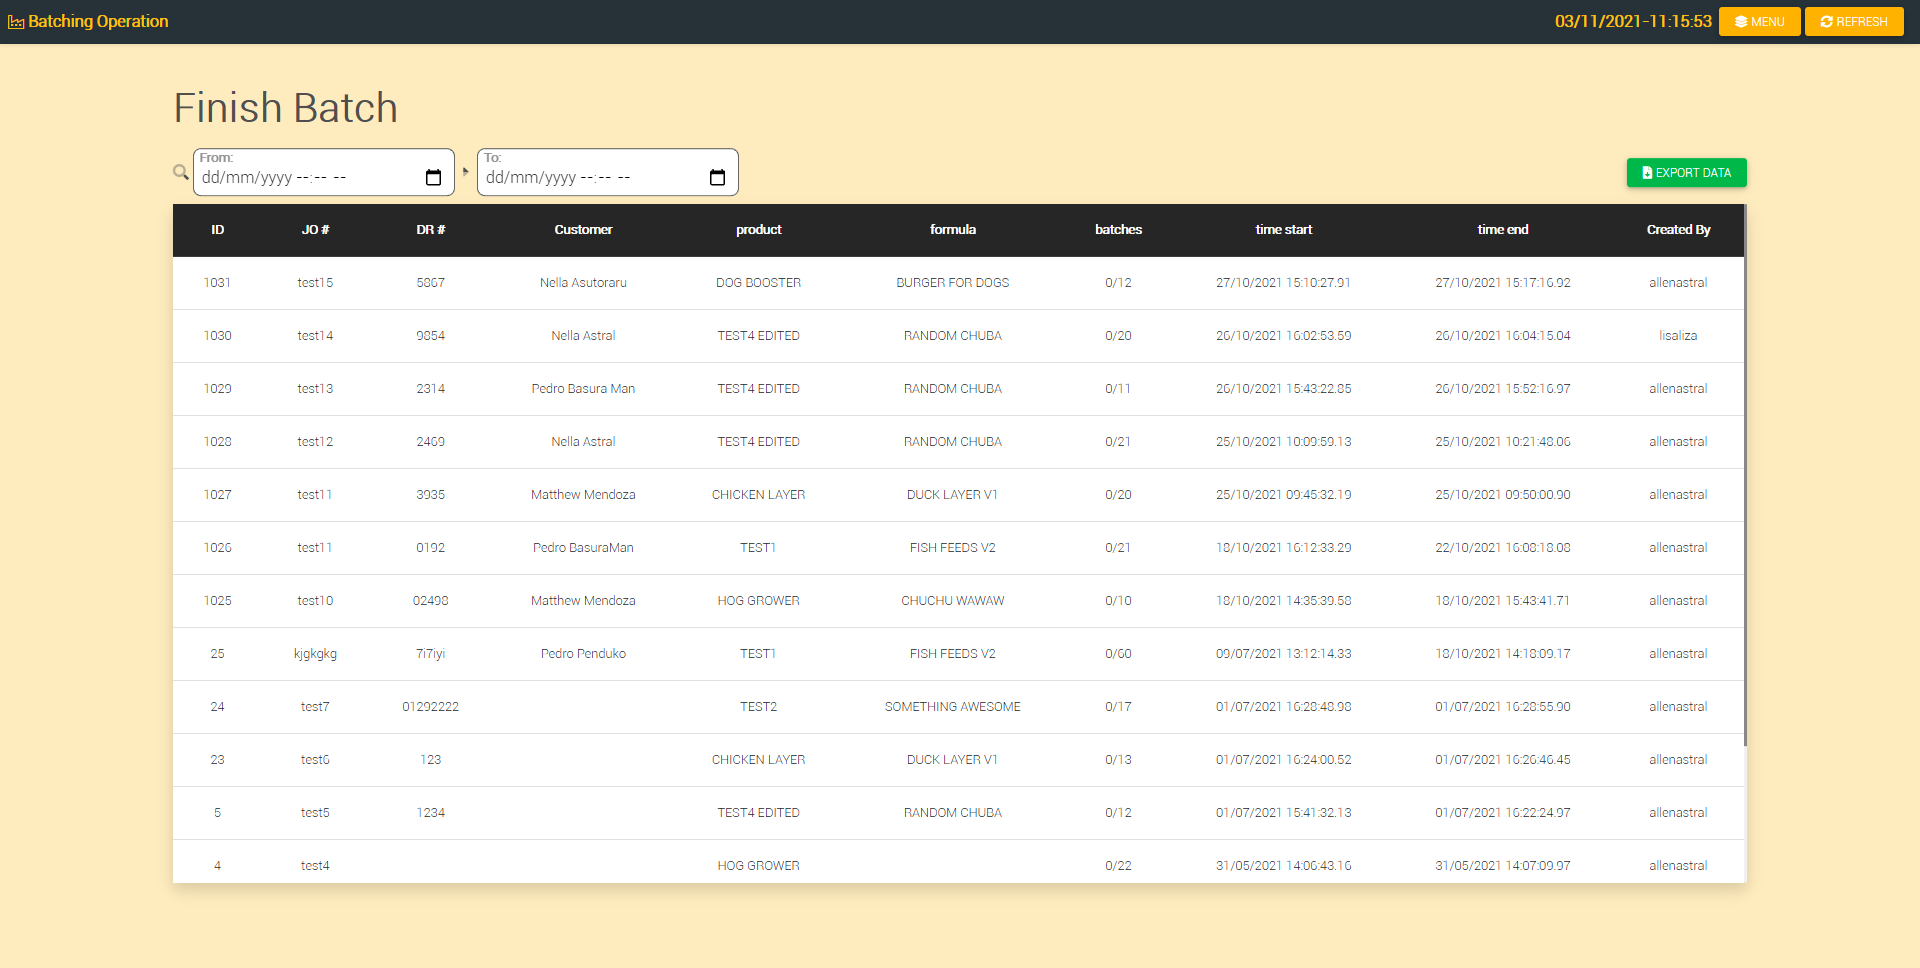 Batching Operation 03/11/2021-11:15:53 MENU REFRESH
Finish Batch
From: To:
dd/mm/yyyy --:-- -- dd/mm/yyyy --:-- -- EXPORT DATA
ID JO # DR # Customer product formula batches time start time end Created By
1031 test15 5867 Nella Asutoraru DOG BOOSTER BURGER FOR DOGS 0/12 27/10/2021 15:10:27.91 27/10/2021 15:17:16.92 allenastral
1030 test14 9854 Nella Astral TEST4 EDITED RANDOM CHUBA 0/20 26/10/2021 16:02:53.59 26/10/2021 16:04:15.04 lisaliza
1029 test13 2314 Pedro Basura Man TEST4 EDITED RANDOM CHUBA 0/11 26/10/2021 15:43:22.85 26/10/2021 15:52:16.97 allenastral
1028 test12 2469 Nella Astral TEST4 EDITED RANDOM CHUBA 0/21 25/10/2021 10:09:59.13 25/10/2021 10:21:48.06 allenastral
1027 test11 3935 Matthew Mendoza CHICKEN LAYER DUCK LAYER V1 0/20 25/10/2021 09:45:32.19 25/10/2021 09:50:00.90 allenastral
1026 test11 0192 Pedro BasuraMan TEST1 FISH FEEDS V2 0/21 18/10/2021 16:12:33.29 22/10/2021 16:08:18.08 allenastral
1025 test10 02498 Matthew Mendoza HOG GROWER CHUCHU WAWAW 0/10 18/10/2021 14:35:39.58 18/10/2021 15:43:41.71 allenastral
25 kjgkgkg 7i7iyi Pedro Penduko TEST1 FISH FEEDS V2 0/60 09/07/2021 13:12:14.33 18/10/2021 14:18:09.17 allenastral
24 test7 01292222 TEST2 SOMETHING AWESOME 0/17 01/07/2021 16:28:48.98 01/07/2021 16:28:55.90 allenastral
23 test6 123 CHICKEN LAYER DUCK LAYER V1 0/13 01/07/2021 16:24:00.52 01/07/2021 16:26:46.45 allenastral
5 test5 1234 TEST4 EDITED RANDOM CHUBA 0/12 01/07/2021 15:41:32.13 01/07/2021 16:22:24.97 allenastral
4 test4 HOG GROWER 0/22 31/05/2021 14:06:43.16 31/05/2021 14:07:09.97 allenastral